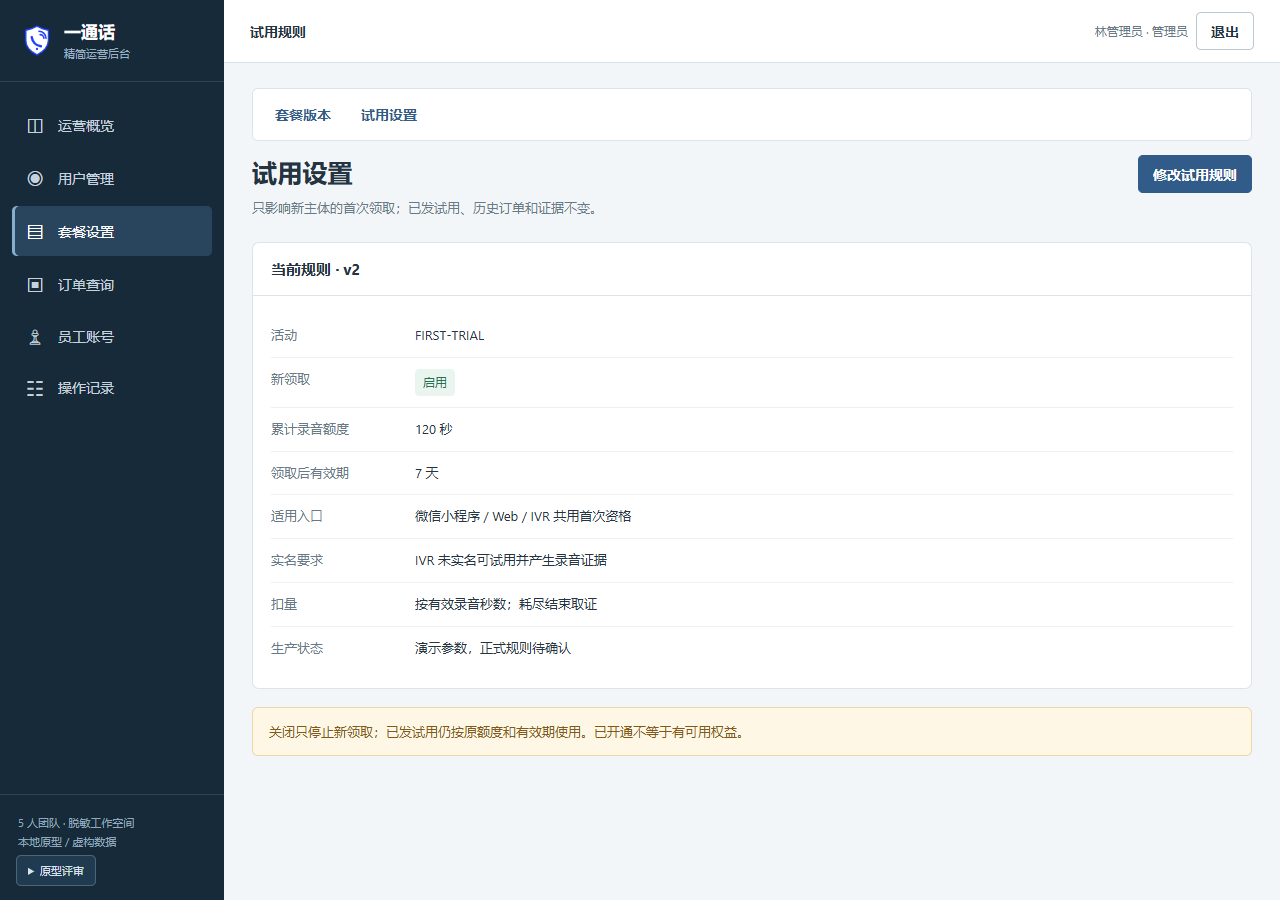 一通话
精简运营后台
运营概览
用户管理
套餐设置
订单查询
员工账号
操作记录
5 人团队 · 脱敏工作空间
本地原型 / 虚构数据
▶ 原型评审
试用规则
林管理员 · 管理员
退出
套餐版本 试用设置
试用设置
修改试用规则
只影响新主体的首次领取；已发试用、历史订单和证据不变。
当前规则 · v2
活动 FIRST-TRIAL
新领取 启用
累计录音额度 120 秒
领取后有效期 7 天
适用入口 微信小程序 / Web / IVR 共用首次资格
实名要求 IVR 未实名可试用并产生录音证据
扣量 按有效录音秒数；耗尽结束取证
生产状态 演示参数，正式规则待确认
关闭只停止新领取；已发试用仍按原额度和有效期使用。已开通不等于有可用权益。